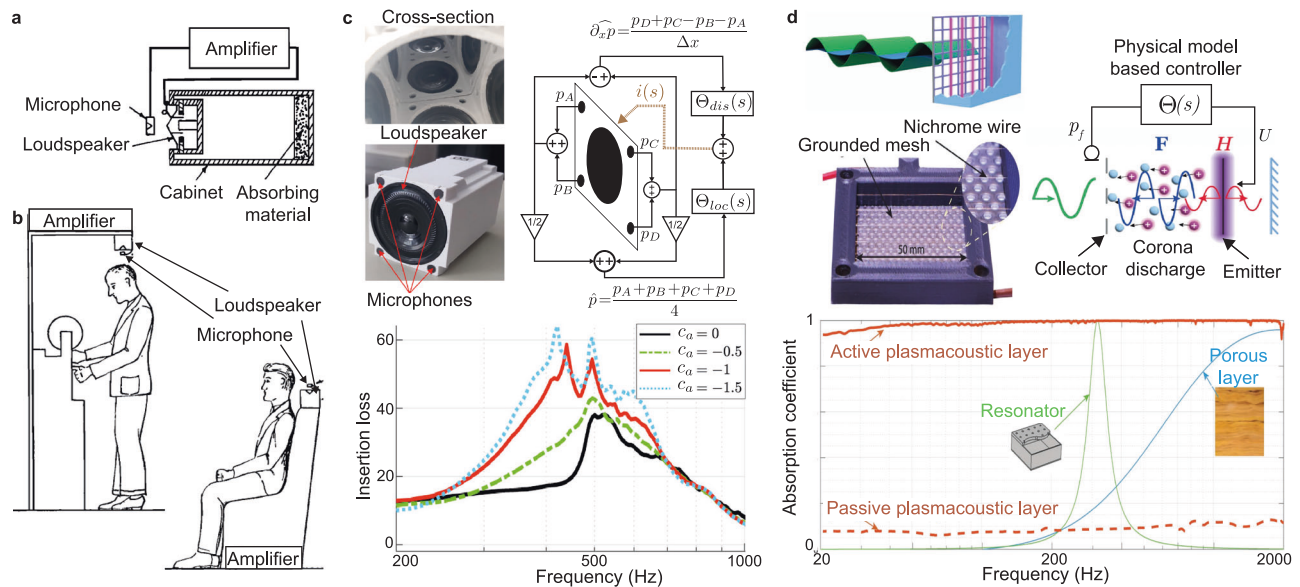 a
Amplifier
Microphone
Loudspeaker
Cabinet
Absorbing
material
b
Amplifier
Loudspeaker
Microphone
Amplifier
c
Cross-section
Loudspeaker
Microphones
∂̂ₓp = (p_D + p_C − p_B − p_A) / Δx
− +
i(s)
Θ_dis(s)
p_A
p_C
+ +
+ +
+ +
p_B
Θ_loc(s)
p_D
1/2
1/2
+ +
p̂ = (p_A + p_B + p_C + p_D) / 4
60
40
20
0
Insertion loss
c_a = 0
c_a = −0.5
c_a = −1
c_a = −1.5
200
500
1000
Frequency (Hz)
d
Physical model
based controller
Θ(s)
Nichrome wire
Grounded mesh
50 mm
p_f
F
H
U
Collector
Corona
discharge
Emitter
1
0
Absorption coefficient
Active plasmacoustic layer
Porous
layer
Resonator
Passive plasmacoustic layer
20
200
2000
Frequency (Hz)